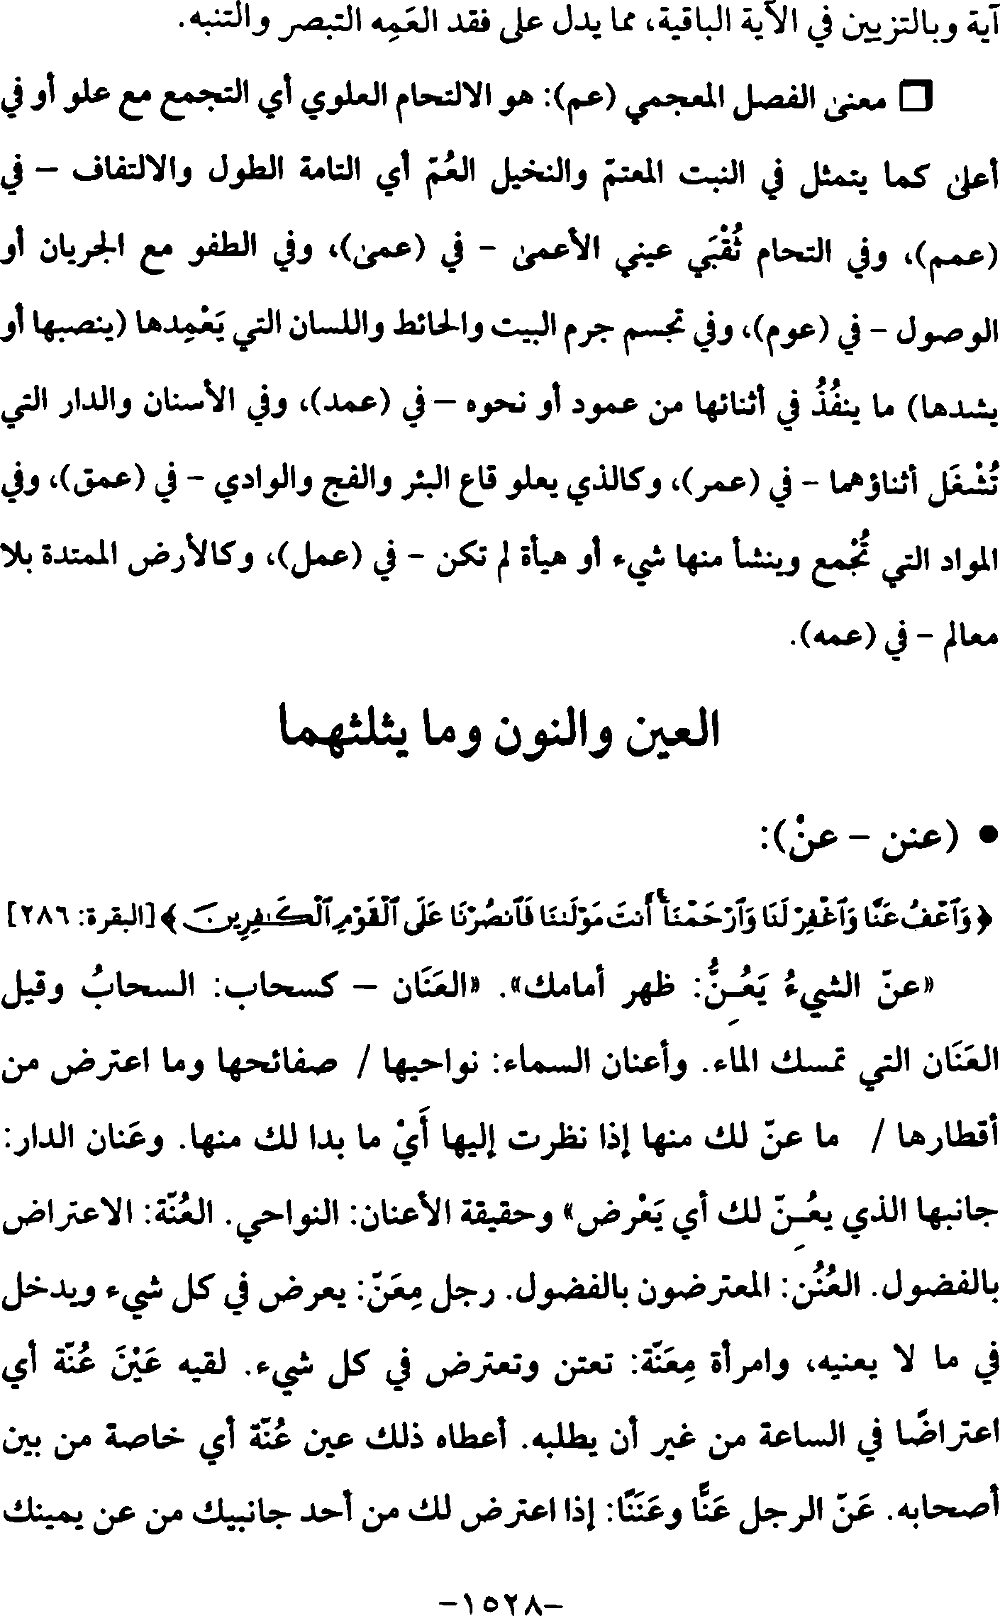 آية وبالتزيين في الآية الباقية، مما يدل على فقد العَمِه التبصر والتنبه.
❒ معنى الفصل المعجمي (عم): هو الالتحام العلوي أي التجمع مع علو أو في
أعلى كما يتمثل في النبت المعتمّ والنخيل العُمّ أي التامة الطول والالتفاف – في
(عمم)، وفي التحام ثُقْبَي عيني الأعمى – في (عمى)، وفي الطفو مع الجريان أو
الوصول – في (عوم)، وفي تجسم جرم البيت والحائط واللسان التي يَعْمِدها (ينصبها أو
يشدها) ما ينفُذُ في أثنائها من عمود أو نحوه – في (عمد)، وفي الأسنان والدار التي
تُشْغَل أثناؤهما – في (عمر)، وكالذي يعلو قاع البئر والفج والوادي – في (عمق)، وفي
المواد التي تُجْمع وينشأ منها شيء أو هيأة لم تكن – في (عمل)، وكالأرض الممتدة بلا
معالم – في (عمه).
العين والنون وما يثلثهما
• (عنن – عنْ):
﴿وَٱعْفُ عَنَّا وَٱغْفِرْ لَنَا وَٱرْحَمْنَآ أَنتَ مَوْلَىٰنَا فَٱنصُرْنَا عَلَى ٱلْقَوْمِ ٱلْكَـٰفِرِينَ﴾ [البقرة: ٢٨٦]
«عنّ الشيءُ يَعُـِنُّ: ظهر أمامك». «العَنَان – كسحاب: السحابُ وقيل
العَنَان التي تمسك الماء. وأعنان السماء: نواحيها / صفائحها وما اعترض من
أقطارها / ما عنّ لك منها إذا نظرت إليها أَيْ ما بدا لك منها. وعَنان الدار:
جانبها الذي يعُـِنّ لك أي يَعْرض» وحقيقة الأعنان: النواحي. العُنّة: الاعتراض
بالفضول. العُنُن: المعترضون بالفضول. رجل مِعَنّ: يعرض في كل شيء ويدخل
في ما لا يعنيه، وامرأة مِعَنّة: تعتن وتعترض في كل شيء. لقيه عَيْنَ عُنّة أي
اعتراضًا في الساعة من غير أن يطلبه. أعطاه ذلك عين عُنّة أي خاصة من بين
أصحابه. عَنّ الرجل عَنًّا وعَنَنًا: إذا اعترض لك من أحد جانبيك من عن يمينك
–١٥٢٨–